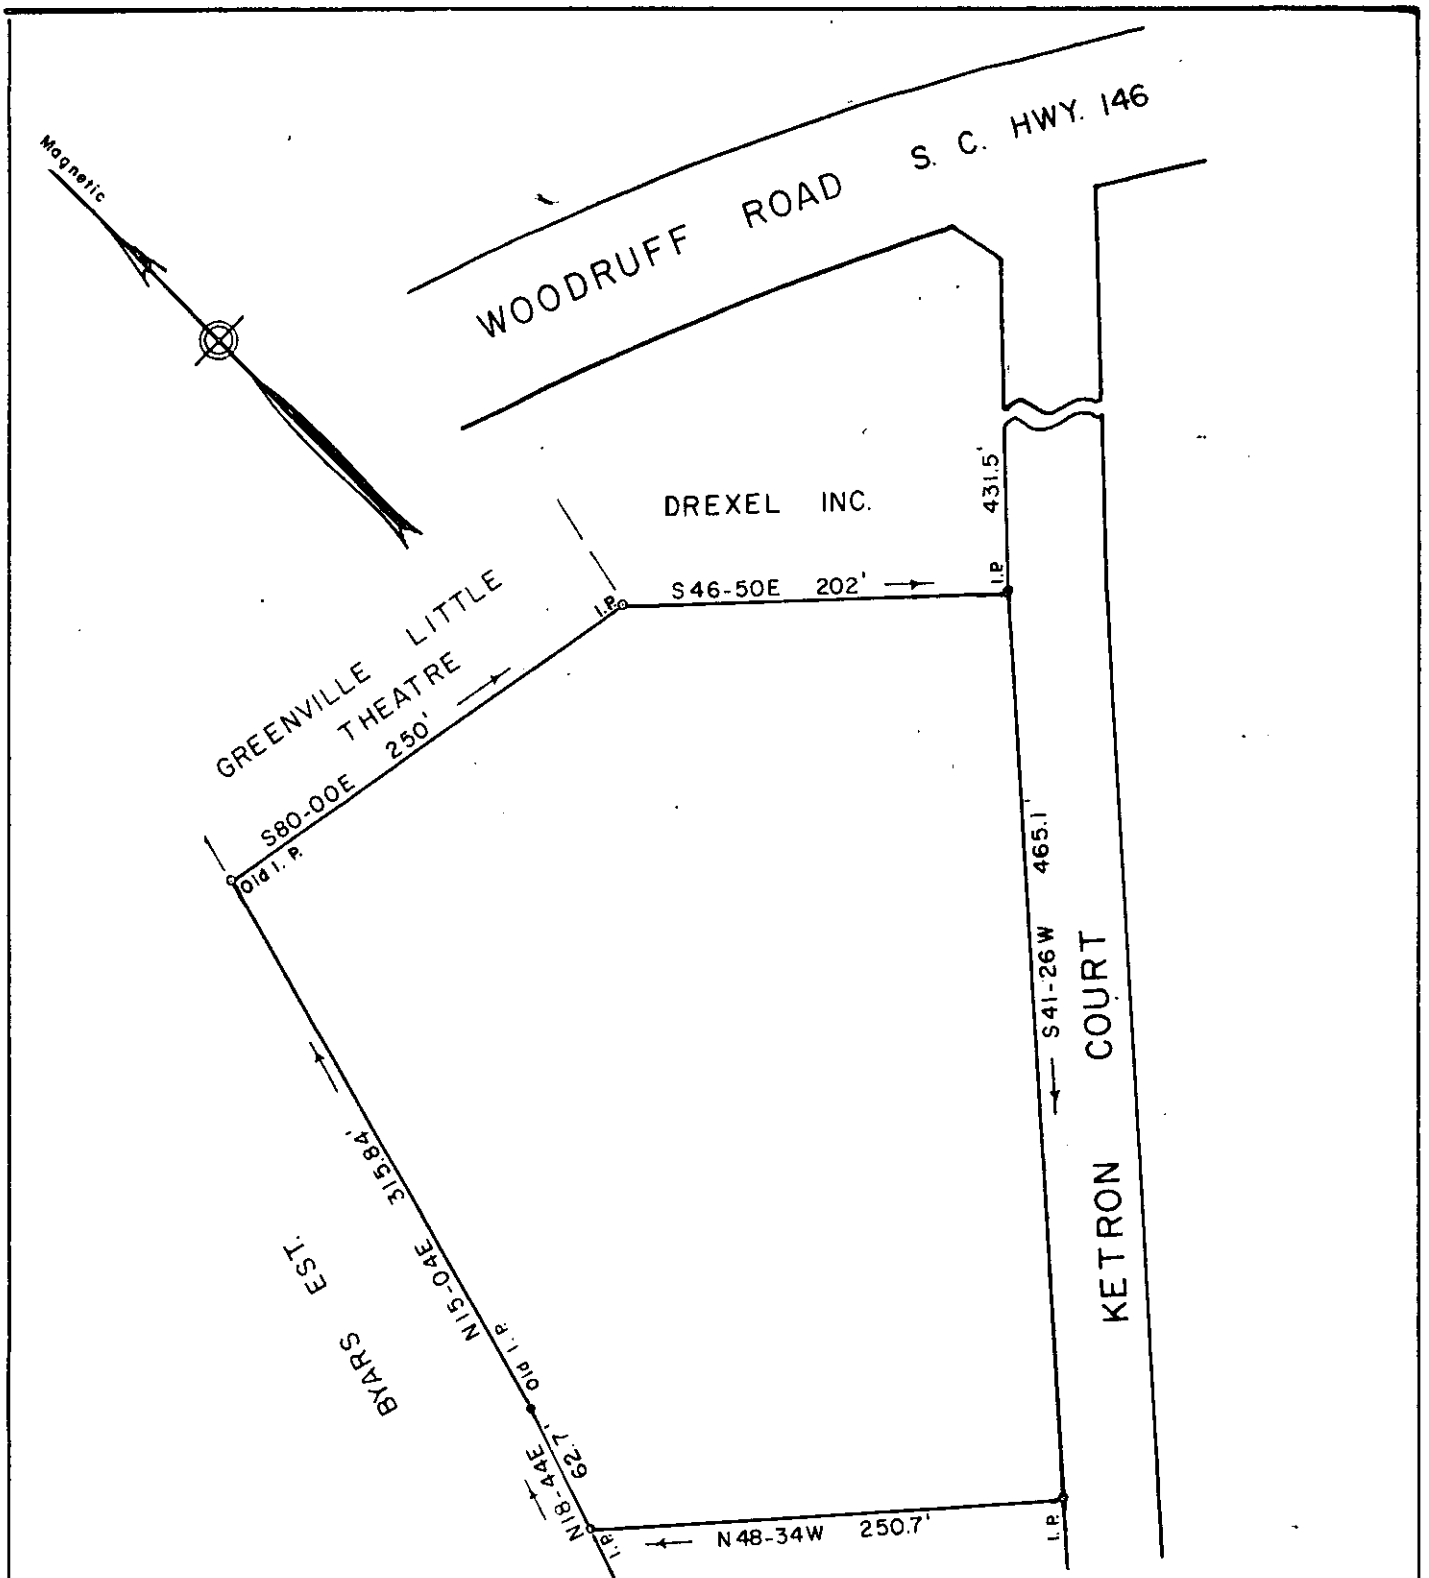 Magnetic
WOODRUFF ROAD S. C. HWY. 146
DREXEL INC.
431.5'
I.P.
S46-50E 202'
I.P.
GREENVILLE LITTLE
THEATRE
S80-00E 250'
Old I. P.
S41-26W 465.1'
KETRON COURT
N15-04E 315.84'
Old I. P.
BYARS EST.
N18-44E 62.7'
I.P.
N48-34W 250.7'
I.P.